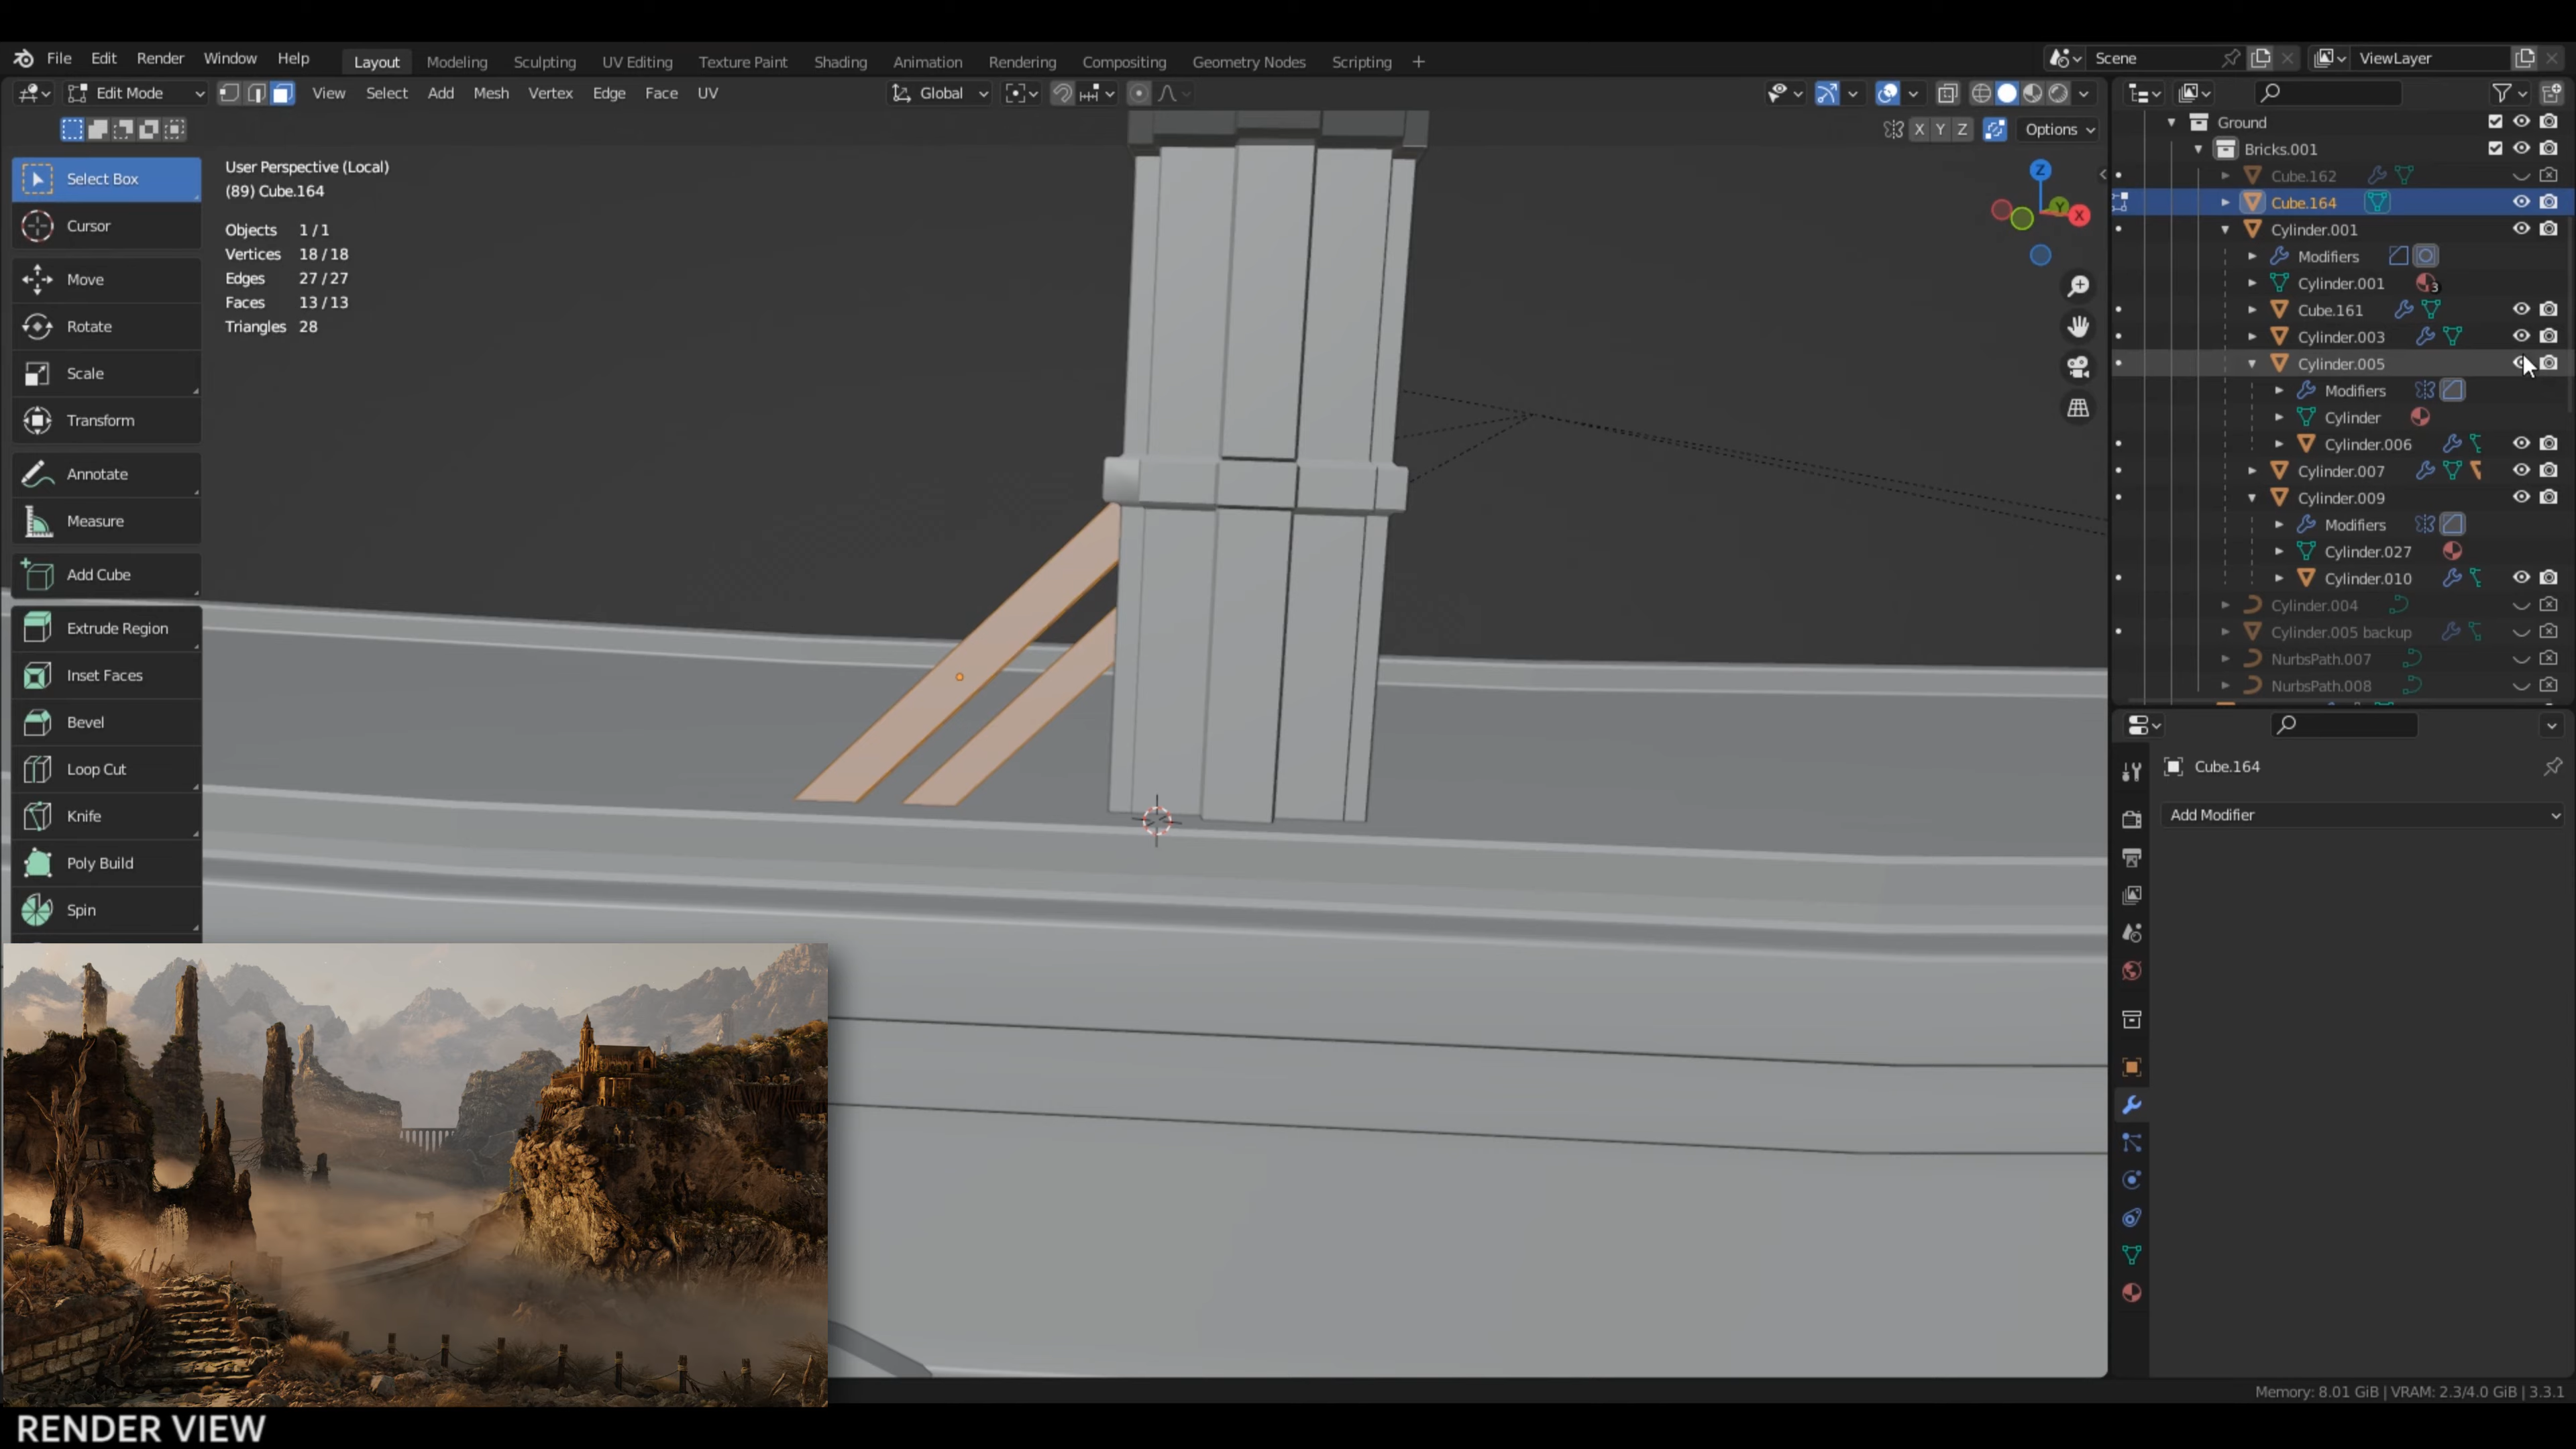 File Edit Render Window Help Layout Modeling Sculpting UV Editing Texture Paint Shading Animation Rendering Compositing Geometry Nodes Scripting + Scene ViewLayer
Edit Mode View Select Add Mesh Vertex Edge Face UV Global
X Y Z Options
User Perspective (Local)
(89) Cube.164
Objects 1/1
Vertices 18/18
Edges 27/27
Faces 13/13
Triangles 28
Select Box
Cursor
Move
Rotate
Scale
Transform
Annotate
Measure
Add Cube
Extrude Region
Inset Faces
Bevel
Loop Cut
Knife
Poly Build
Spin
Z
Y
X
Ground
Bricks.001
Cube.162
Cube.164
Cylinder.001
Modifiers
Cylinder.001 3
Cube.161
Cylinder.003
Cylinder.005
Modifiers
Cylinder
Cylinder.006
Cylinder.007
Cylinder.009
Modifiers
Cylinder.027
Cylinder.010
Cylinder.004
Cylinder.005 backup
NurbsPath.007
NurbsPath.008
Cube.164
Add Modifier
Memory: 8.01 GiB | VRAM: 2.3/4.0 GiB | 3.3.1
RENDER VIEW